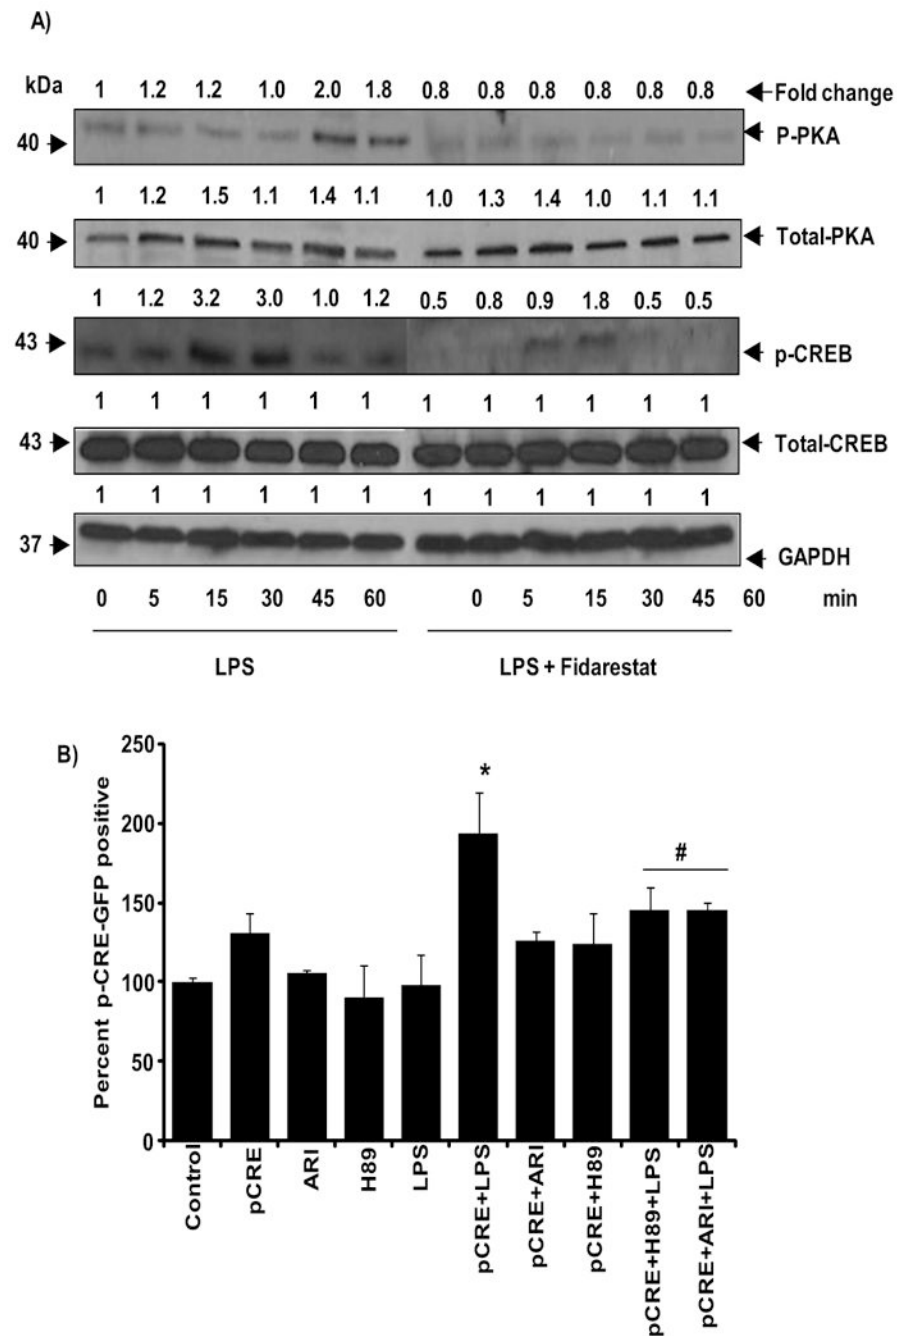 A)
kDa 1 1.2 1.2 1.0 2.0 1.8 0.8 0.8 0.8 0.8 0.8 0.8 Fold change
40 P-PKA
1 1.2 1.5 1.1 1.4 1.1 1.0 1.3 1.4 1.0 1.1 1.1
40 Total-PKA
1 1.2 3.2 3.0 1.0 1.2 0.5 0.8 0.9 1.8 0.5 0.5
43 p-CREB
1 1 1 1 1 1 1 1 1 1 1 1
43 Total-CREB
1 1 1 1 1 1 1 1 1 1 1 1
37 GAPDH
0 5 15 30 45 60 0 5 15 30 45 60 min
LPS LPS + Fidarestat
B)
Percent p-CRE-GFP positive
250
200
150
100
50
0
*
#
Control
pCRE
ARI
H89
LPS
pCRE+LPS
pCRE+ARI
pCRE+H89
pCRE+H89+LPS
pCRE+ARI+LPS